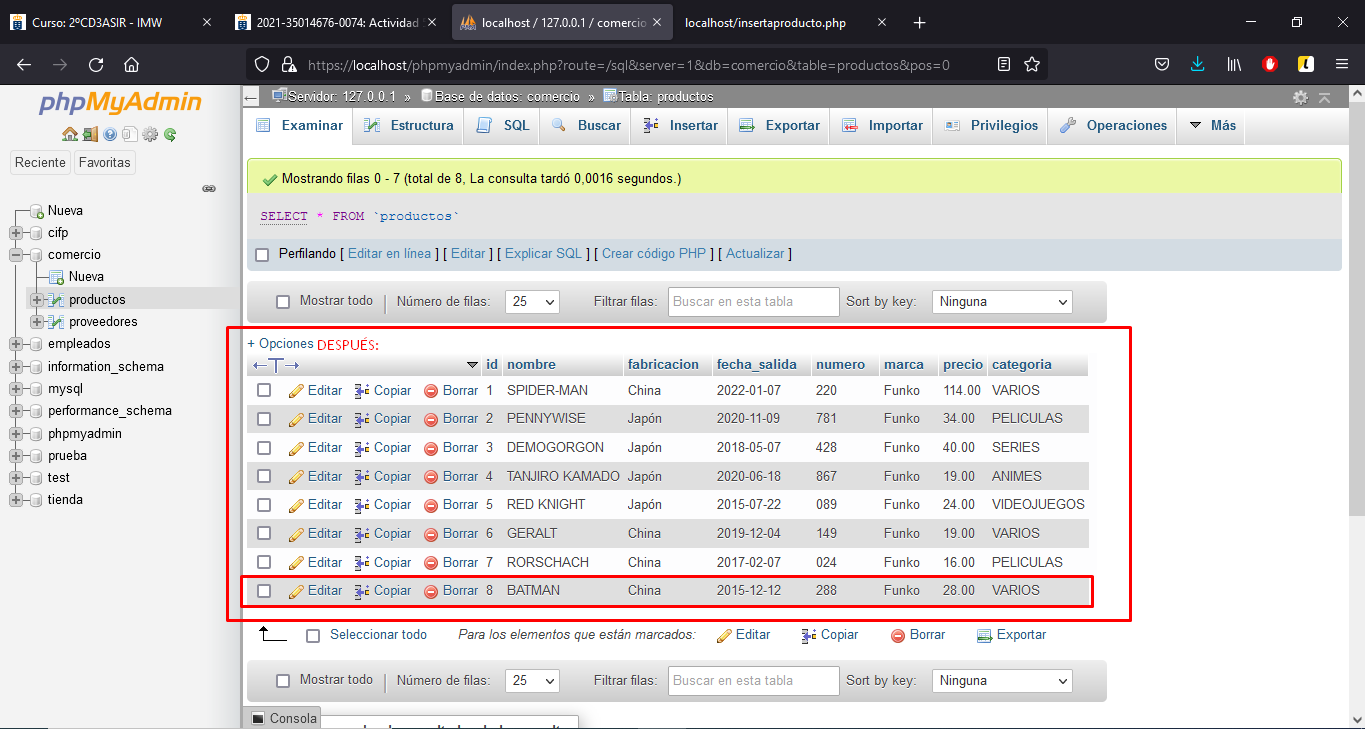 Curso: 2ºCD3ASIR - IMW
2021-35014676-0074: Actividad
localhost / 127.0.0.1 / comercio
localhost/insertaproducto.php
https://localhost/phpmyadmin/index.php?route=/sql&server=1&db=comercio&table=productos&pos=0
phpMyAdmin
Reciente Favoritas
Nueva
cifp
comercio
Nueva
productos
proveedores
empleados
information_schema
mysql
performance_schema
phpmyadmin
prueba
test
tienda
Servidor: 127.0.0.1 » Base de datos: comercio » Tabla: productos
Examinar Estructura SQL Buscar Insertar Exportar Importar Privilegios Operaciones Más
Mostrando filas 0 - 7 (total de 8, La consulta tardó 0,0016 segundos.)
SELECT * FROM `productos`
Perfilando [ Editar en línea ] [ Editar ] [ Explicar SQL ] [ Crear código PHP ] [ Actualizar ]
Mostrar todo | Número de filas: 25 Filtrar filas: Buscar en esta tabla Sort by key: Ninguna
+ Opciones DESPUÉS:
←T→ id nombre fabricacion fecha_salida numero marca precio categoria
Editar Copiar Borrar 1 SPIDER-MAN China 2022-01-07 220 Funko 114.00 VARIOS
Editar Copiar Borrar 2 PENNYWISE Japón 2020-11-09 781 Funko 34.00 PELICULAS
Editar Copiar Borrar 3 DEMOGORGON Japón 2018-05-07 428 Funko 40.00 SERIES
Editar Copiar Borrar 4 TANJIRO KAMADO Japón 2020-06-18 867 Funko 19.00 ANIMES
Editar Copiar Borrar 5 RED KNIGHT Japón 2015-07-22 089 Funko 24.00 VIDEOJUEGOS
Editar Copiar Borrar 6 GERALT China 2019-12-04 149 Funko 19.00 VARIOS
Editar Copiar Borrar 7 RORSCHACH China 2017-02-07 024 Funko 16.00 PELICULAS
Editar Copiar Borrar 8 BATMAN China 2015-12-12 288 Funko 28.00 VARIOS
Seleccionar todo Para los elementos que están marcados: Editar Copiar Borrar Exportar
Mostrar todo | Número de filas: 25 Filtrar filas: Buscar en esta tabla Sort by key: Ninguna
Consola